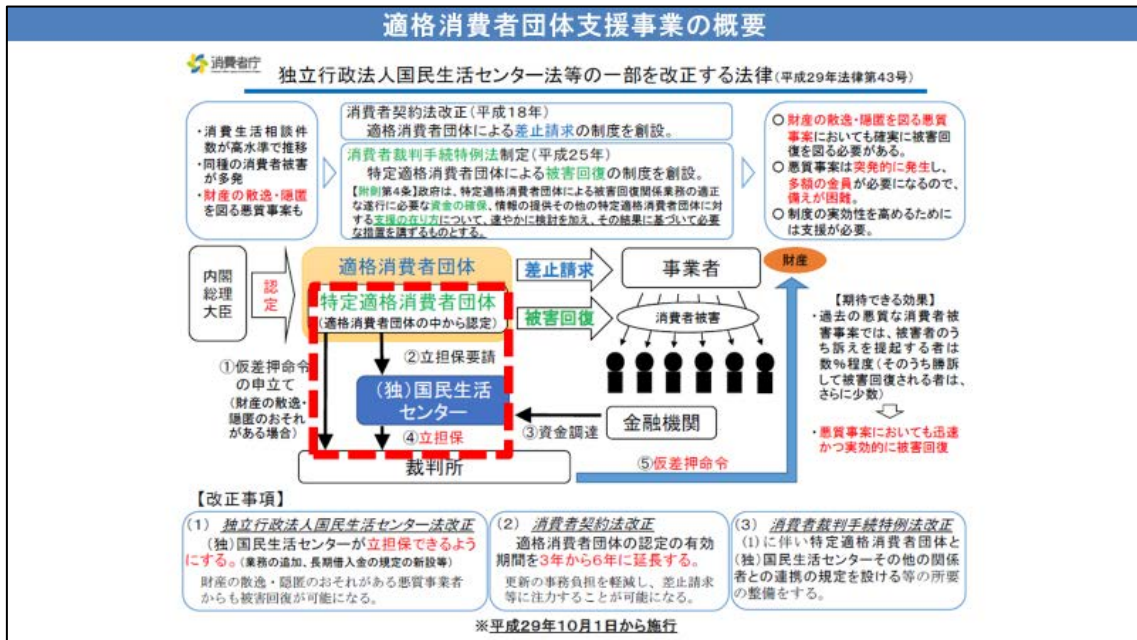 適格消費者団体支援事業の概要
消費者庁
独立行政法人国民生活センター法等の一部を改正する法律(平成29年法律第43号)
・消費生活相談件
数が高水準で推移
・同種の消費者被害
が多発
・財産の散逸・隠匿
を図る悪質事案も
消費者契約法改正(平成18年)
適格消費者団体による差止請求の制度を創設。
消費者裁判手続特例法制定(平成25年)
特定適格消費者団体による被害回復の制度を創設。
【附則第4条】政府は、特定適格消費者団体による被害回復関係業務の適正
な遂行に必要な資金の確保、情報の提供その他の特定適格消費者団体に対
する支援の在り方について、速やかに検討を加え、その結果に基づいて必要
な措置を講ずるものとする。
○ 財産の散逸・隠匿を図る悪質
事案においても確実に被害回
復を図る必要がある。
○ 悪質事案は突発的に発生し、
多額の金員が必要になるので、
備えが困難。
○ 制度の実効性を高めるために
は支援が必要。
内閣
総理
大臣
認定
適格消費者団体
特定適格消費者団体
(適格消費者団体の中から認定)
差止請求
被害回復
事業者
財産
消費者被害
①仮差押命令
の申立て
(財産の散逸・
隠匿のおそれ
がある場合)
②立担保要請
(独)国民生活
センター
④立担保
③資金調達
金融機関
裁判所
⑤仮差押命令
【期待できる効果】
・過去の悪質な消費者被
害事案では、被害者のう
ち訴えを提起する者は
数%程度(そのうち勝訴
して被害回復される者は、
さらに少数)
・悪質事案においても迅速
かつ実効的に被害回復
【改正事項】
(1) 独立行政法人国民生活センター法改正
(独)国民生活センターが立担保できるよう
にする。(業務の追加、長期借入金の規定の新設等)
財産の散逸・隠匿のおそれがある悪質事業者
からも被害回復が可能になる。
(2) 消費者契約法改正
適格消費者団体の認定の有効
期間を3年から6年に延長する。
更新の事務負担を軽減し、差止請求
等に注力することが可能になる。
(3) 消費者裁判手続特例法改正
(1)に伴い特定適格消費者団体と
(独)国民生活センターその他の関係
者との連携の規定を設ける等の所要
の整備をする。
※平成29年10月1日から施行